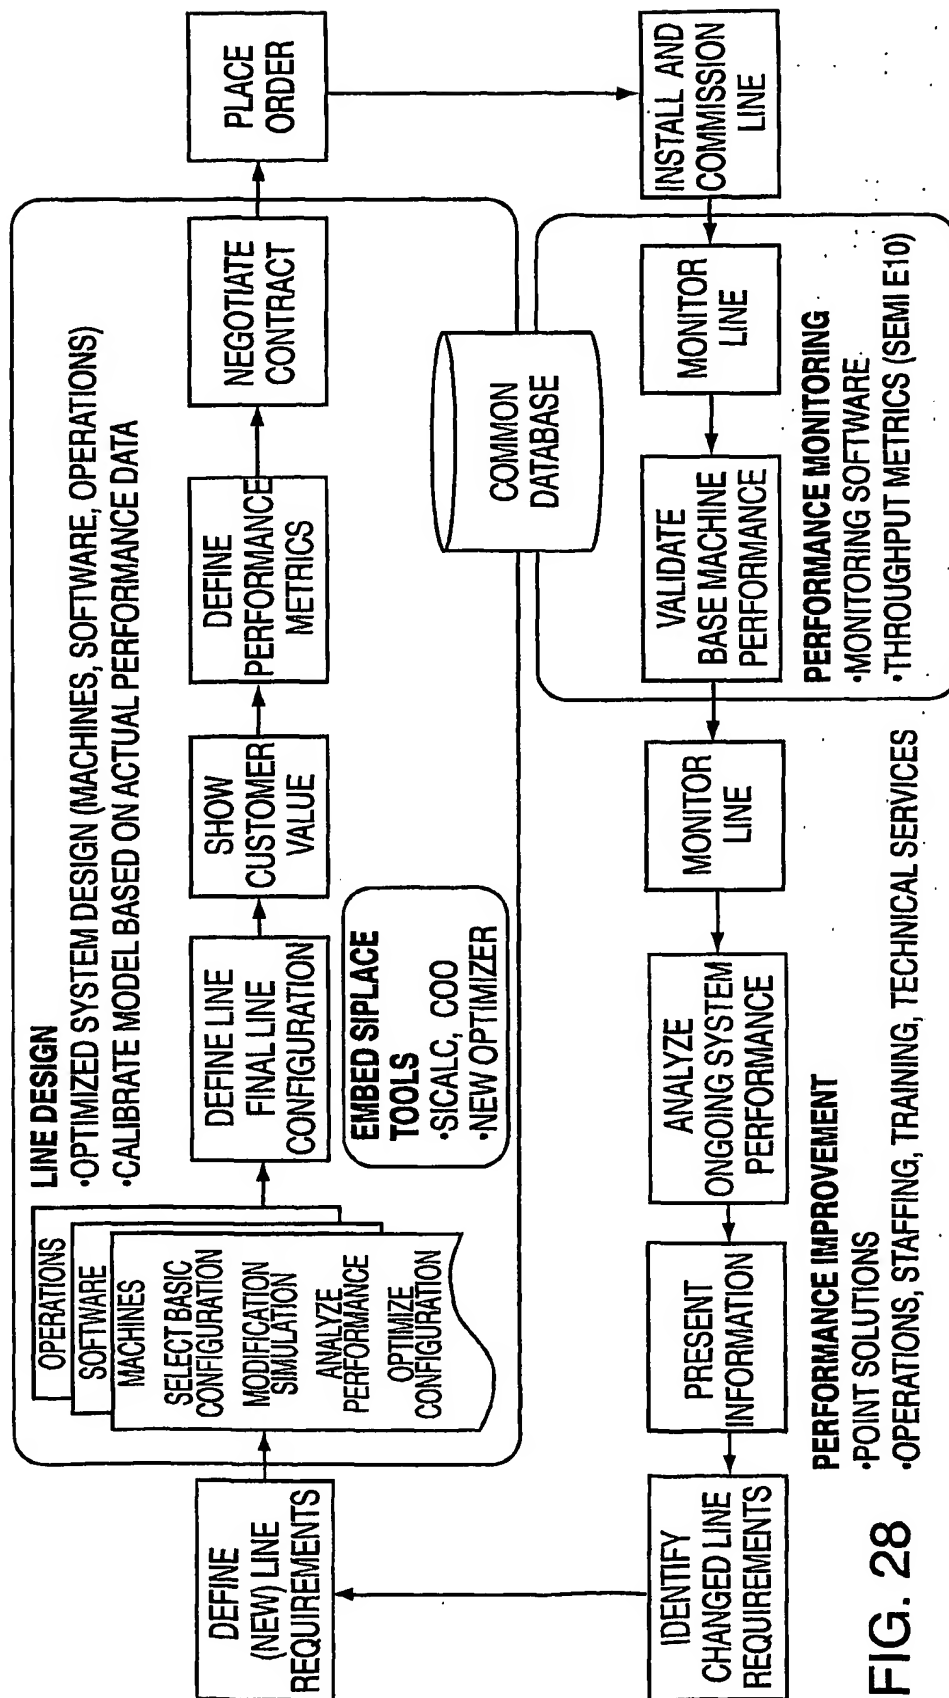 LINE DESIGN
•OPTIMIZED SYSTEM DESIGN (MACHINES, SOFTWARE, OPERATIONS)
•CALIBRATE MODEL BASED ON ACTUAL PERFORMANCE DATA
DEFINE
(NEW) LINE
REQUIREMENTS
OPERATIONS
SOFTWARE
MACHINES
SELECT BASIC
CONFIGURATION
MODIFICATION
SIMULATION
ANALYZE
PERFORMANCE
OPTIMIZE
CONFIGURATION
DEFINE LINE
FINAL LINE
CONFIGURATION
SHOW
CUSTOMER
VALUE
DEFINE
PERFORMANCE
METRICS
NEGOTIATE
CONTRACT
PLACE
ORDER
EMBED SIPLACE
TOOLS
•SICALC, COO
•NEW OPTIMIZER
COMMON
DATABASE
INSTALL AND
COMMISSION
LINE
MONITOR
LINE
VALIDATE
BASE MACHINE
PERFORMANCE
PERFORMANCE MONITORING
•MONITORING SOFTWARE
•THROUGHPUT METRICS (SEMI E10)
MONITOR
LINE
ANALYZE
ONGOING SYSTEM
PERFORMANCE
PRESENT
INFORMATION
IDENTIFY
CHANGED LINE
REQUIREMENTS
PERFORMANCE IMPROVEMENT
•POINT SOLUTIONS
•OPERATIONS, STAFFING, TRAINING, TECHNICAL SERVICES
FIG. 28